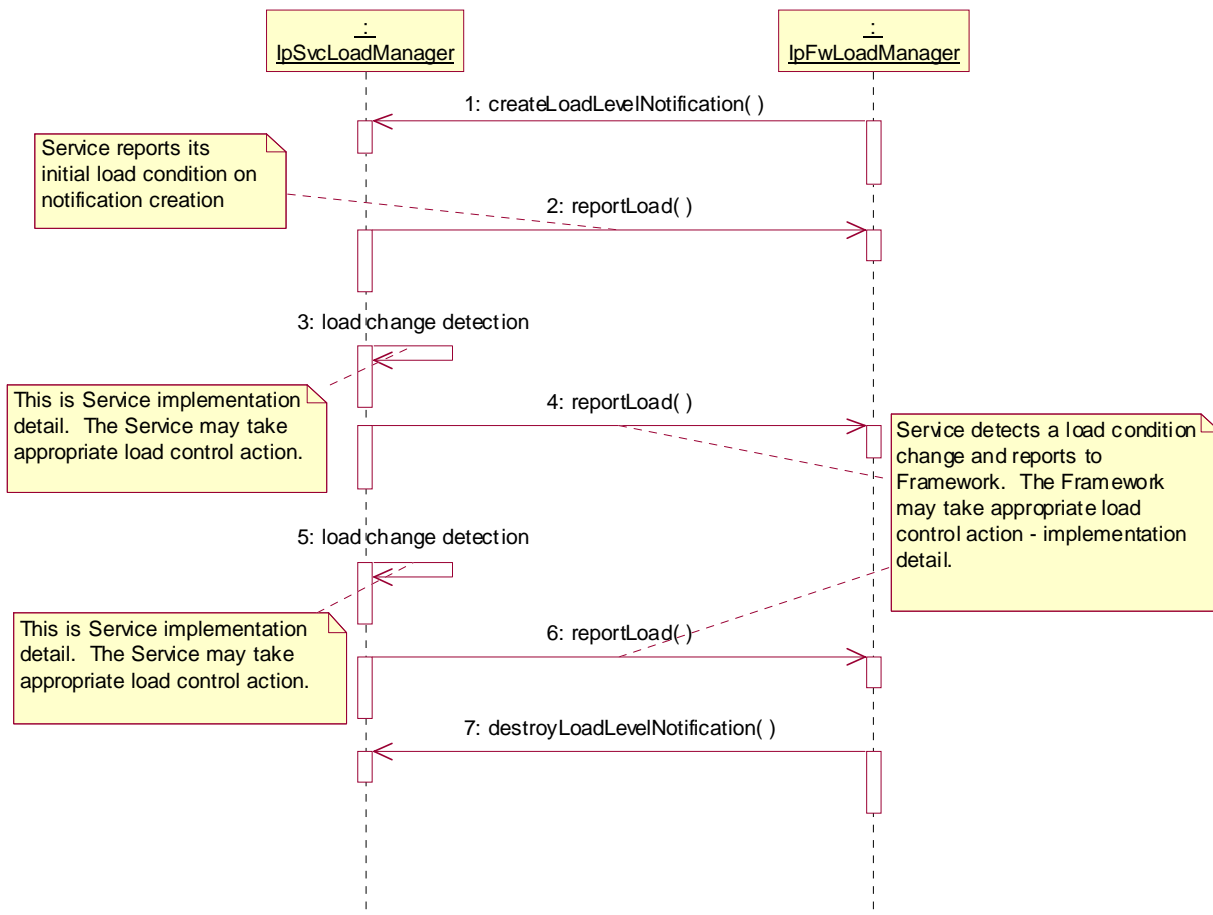 :
IpSvcLoadManager
:
IpFwLoadManager
1: createLoadLevelNotification( )
Service reports its
initial load condition on
notification creation
2: reportLoad( )
3: load change detection
This is Service implementation
detail.  The Service may take
appropriate load control action.
4: reportLoad( )
Service detects a load condition
change and reports to
Framework.  The Framework
may take appropriate load
control action - implementation
detail.
5: load change detection
This is Service implementation
detail.  The Service may take
appropriate load control action.
6: reportLoad( )
7: destroyLoadLevelNotification( )